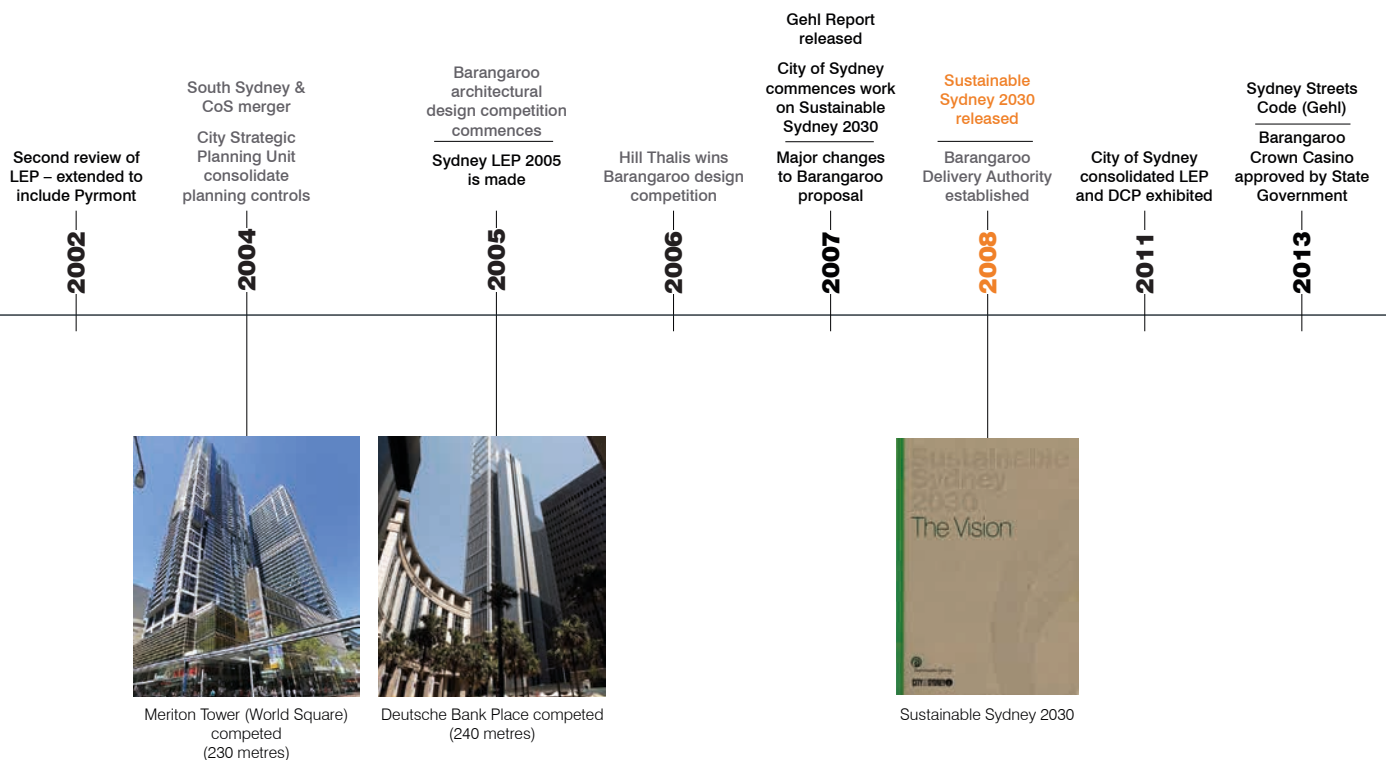 Second review of
LEP – extended to
include Pyrmont
2002
South Sydney &
CoS merger
City Strategic
Planning Unit
consolidate
planning controls
2004
Barangaroo
architectural
design competition
commences
Sydney LEP 2005
is made
2005
Hill Thalis wins
Barangaroo design
competition
2006
Gehl Report
released
City of Sydney
commences work
on Sustainable
Sydney 2030
Major changes
to Barangaroo
proposal
2007
Sustainable
Sydney 2030
released
Barangaroo
Delivery Authority
established
2008
City of Sydney
consolidated LEP
and DCP exhibited
2011
Sydney Streets
Code (Gehl)
Barangaroo
Crown Casino
approved by State
Government
2013
Meriton Tower (World Square)
competed
(230 metres)
Deutsche Bank Place competed
(240 metres)
Sustainable
Sydney
2030
The Vision
Sustainable Sydney 2030